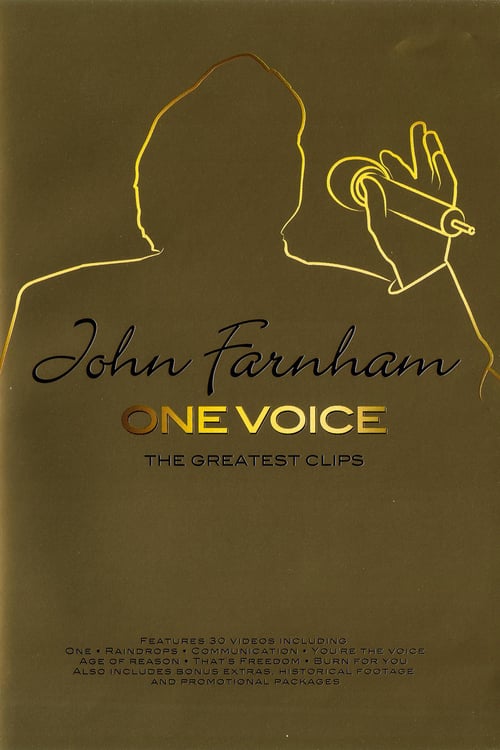 John Farnham
ONE VOICE
THE GREATEST CLIPS
FEATURES 30 VIDEOS INCLUDING
ONE • RAINDROPS • COMMUNICATION • YOU'RE THE VOICE
AGE OF REASON • THAT'S FREEDOM • BURN FOR YOU
ALSO INCLUDES BONUS EXTRAS, HISTORICAL FOOTAGE
AND PROMOTIONAL PACKAGES